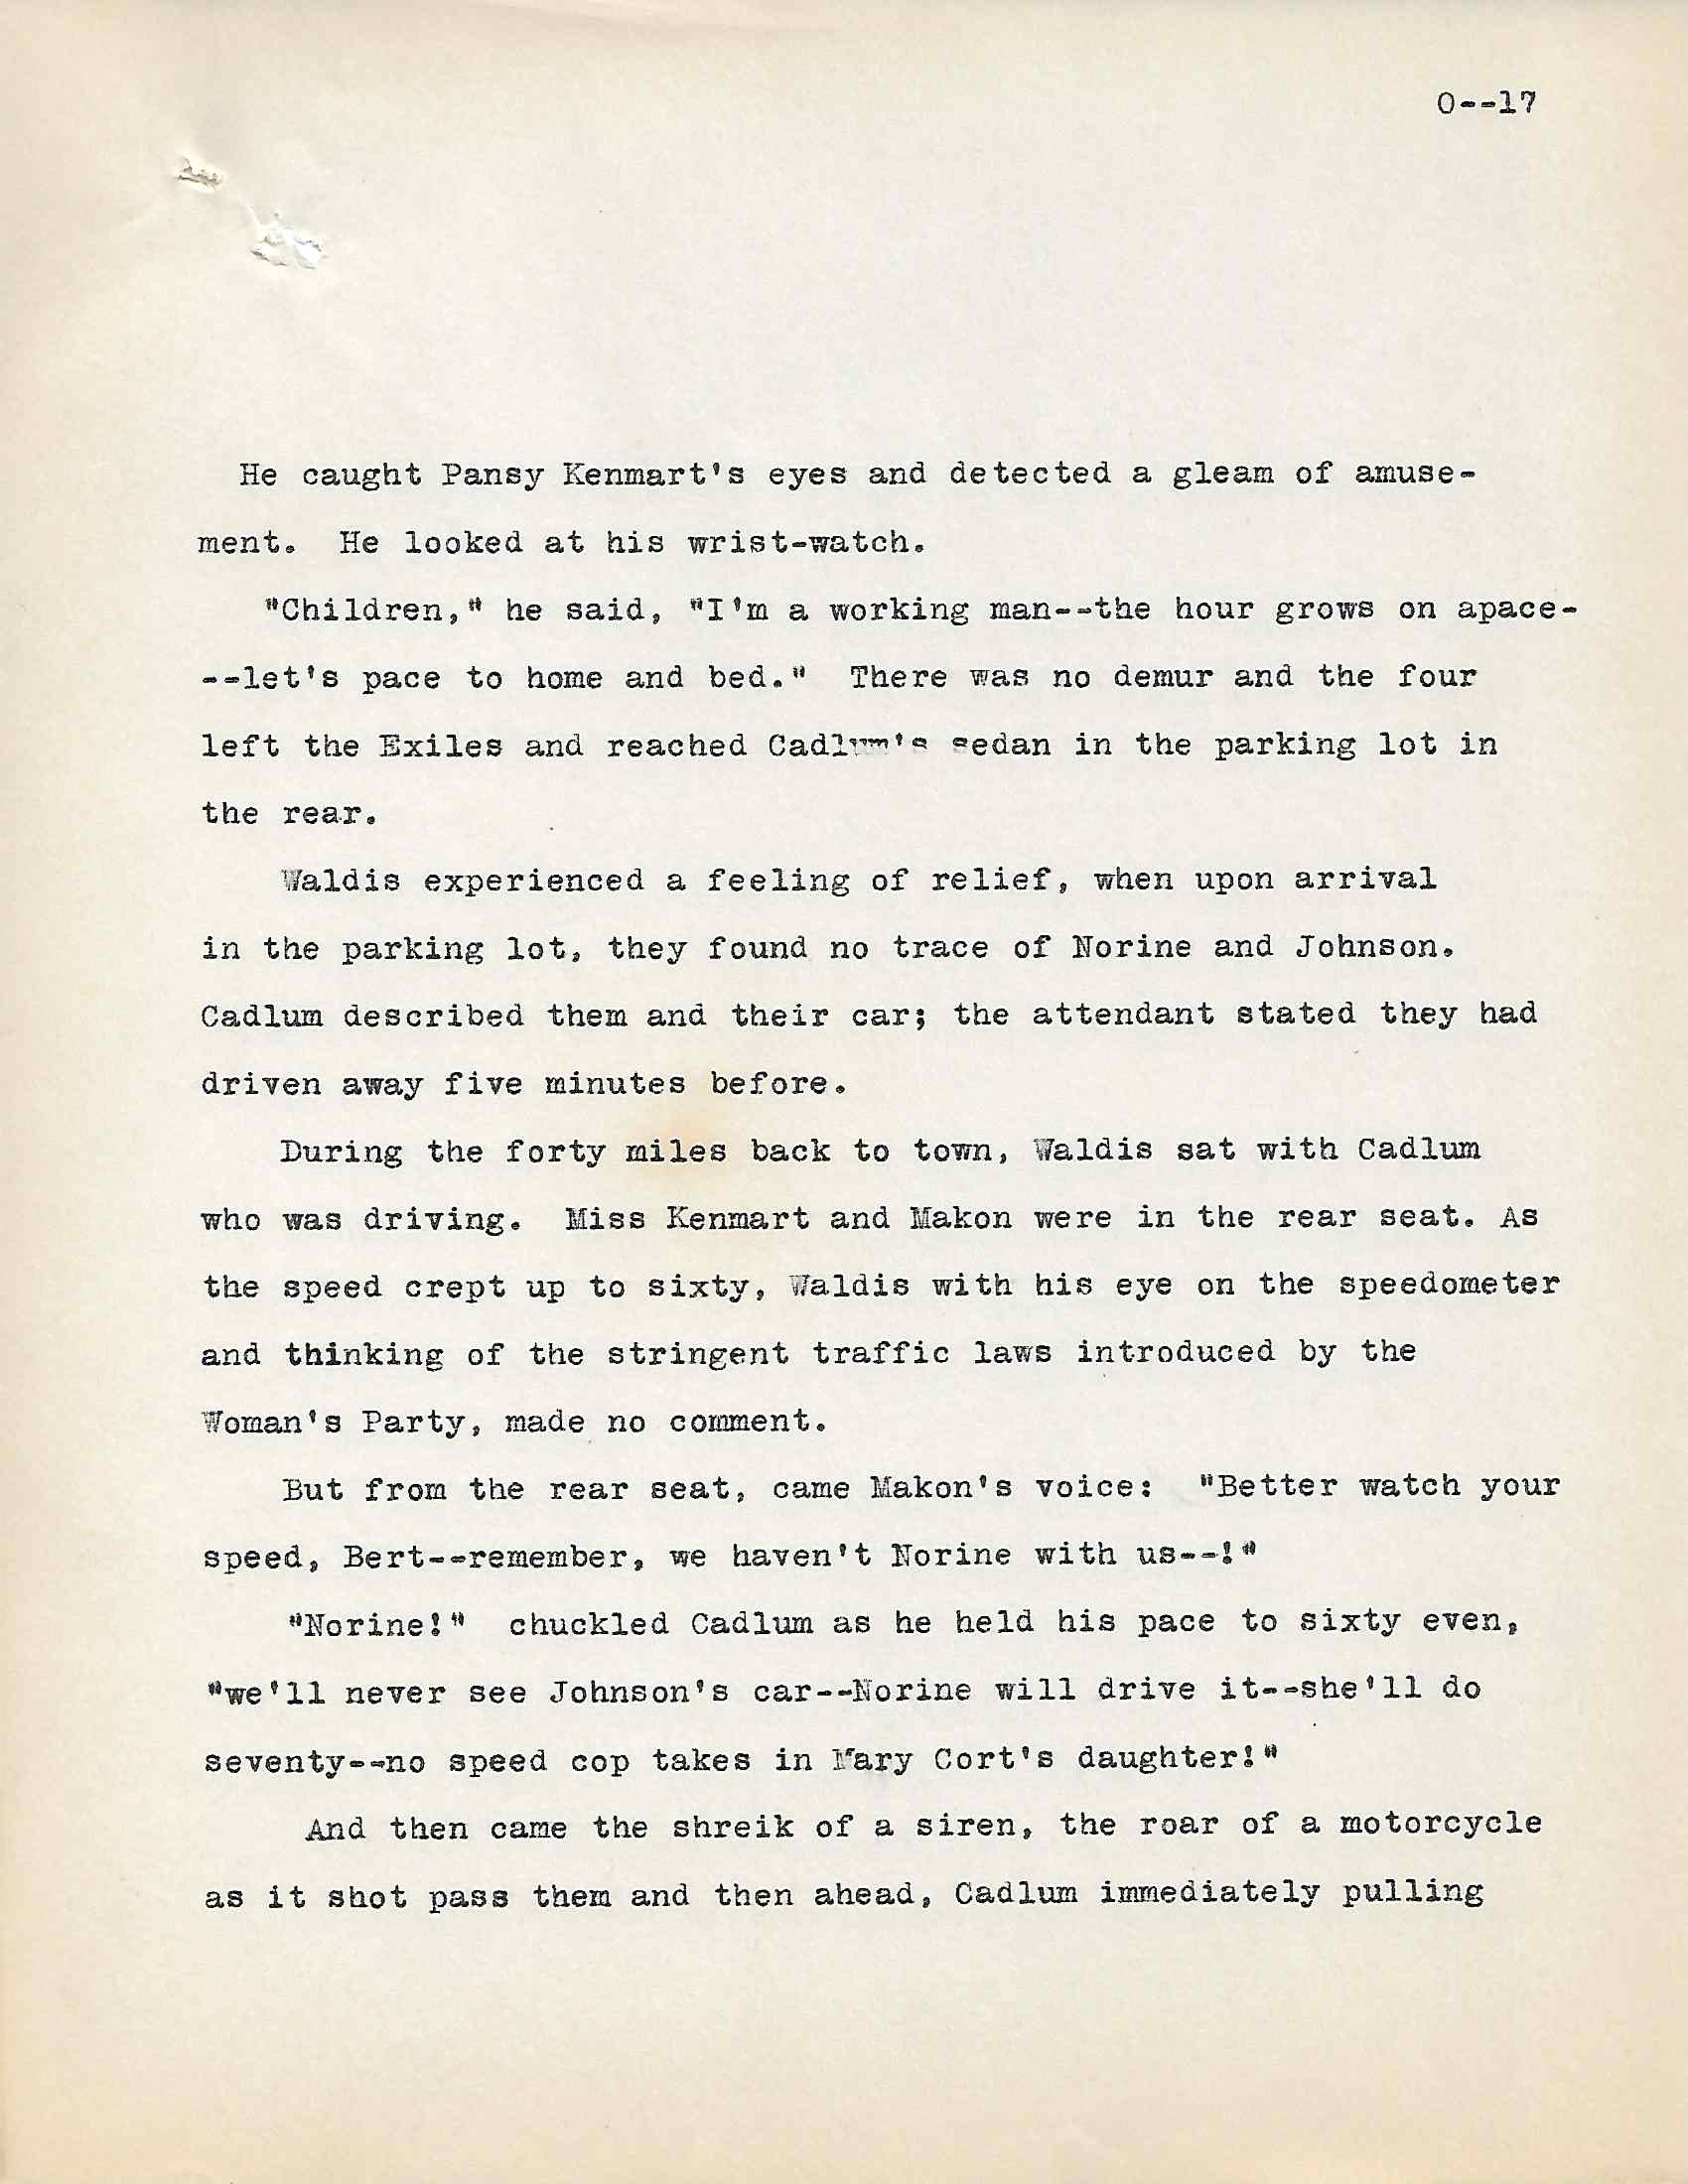 O--17
He caught Pansy Kenmart's eyes and detected a gleam of amuse-
ment.  He looked at his wrist-watch.
"Children," he said, "I'm a working man--the hour grows on apace-
--let's pace to home and bed."  There was no demur and the four
left the Exiles and reached Cadlum's sedan in the parking lot in
the rear.
Waldis experienced a feeling of relief, when upon arrival
in the parking lot, they found no trace of Norine and Johnson.
Cadlum described them and their car; the attendant stated they had
driven away five minutes before.
During the forty miles back to town, Waldis sat with Cadlum
who was driving.  Miss Kenmart and Makon were in the rear seat. As
the speed crept up to sixty, Waldis with his eye on the speedometer
and thinking of the stringent traffic laws introduced by the
Woman's Party, made no comment.
But from the rear seat, came Makon's voice:  "Better watch your
speed, Bert--remember, we haven't Norine with us--!"
"Norine!"  chuckled Cadlum as he held his pace to sixty even,
"we'll never see Johnson's car--Norine will drive it--she'll do
seventy--no speed cop takes in Mary Cort's daughter!"
And then came the shreik of a siren, the roar of a motorcycle
as it shot pass them and then ahead, Cadlum immediately pulling